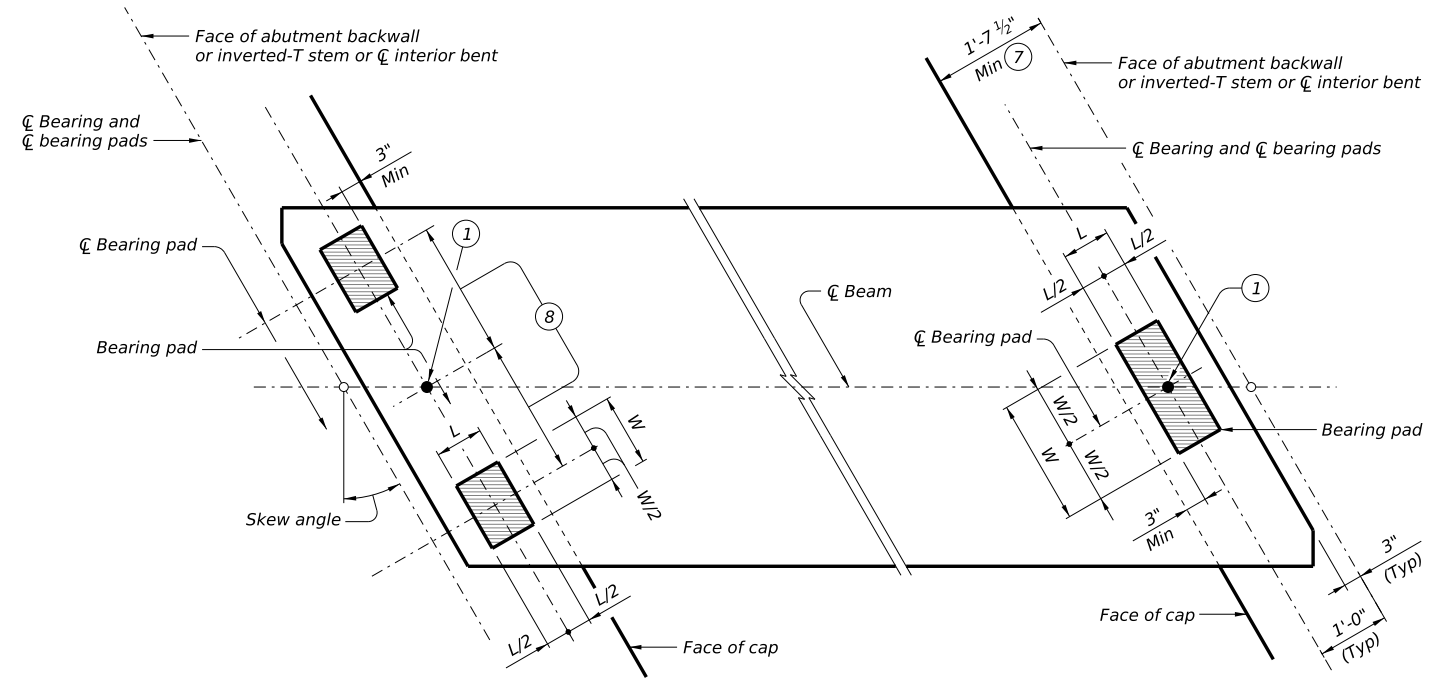 Face of abutment backwall
or inverted-T stem or ℄ interior bent
℄ Bearing and
℄ bearing pads
3"
Min
1
℄ Bearing pad
8
Bearing pad
L
W
W/2
Skew angle
L/2
L/2
Face of cap
℄ Beam
1'-7 ½"
Min 7
Face of abutment backwall
or inverted-T stem or ℄ interior bent
℄ Bearing and ℄ bearing pads
L
L/2
L/2
1
℄ Bearing pad
W/2
W
W/2
Bearing pad
3"
Min
3"
(Typ)
1'-0"
(Typ)
Face of cap